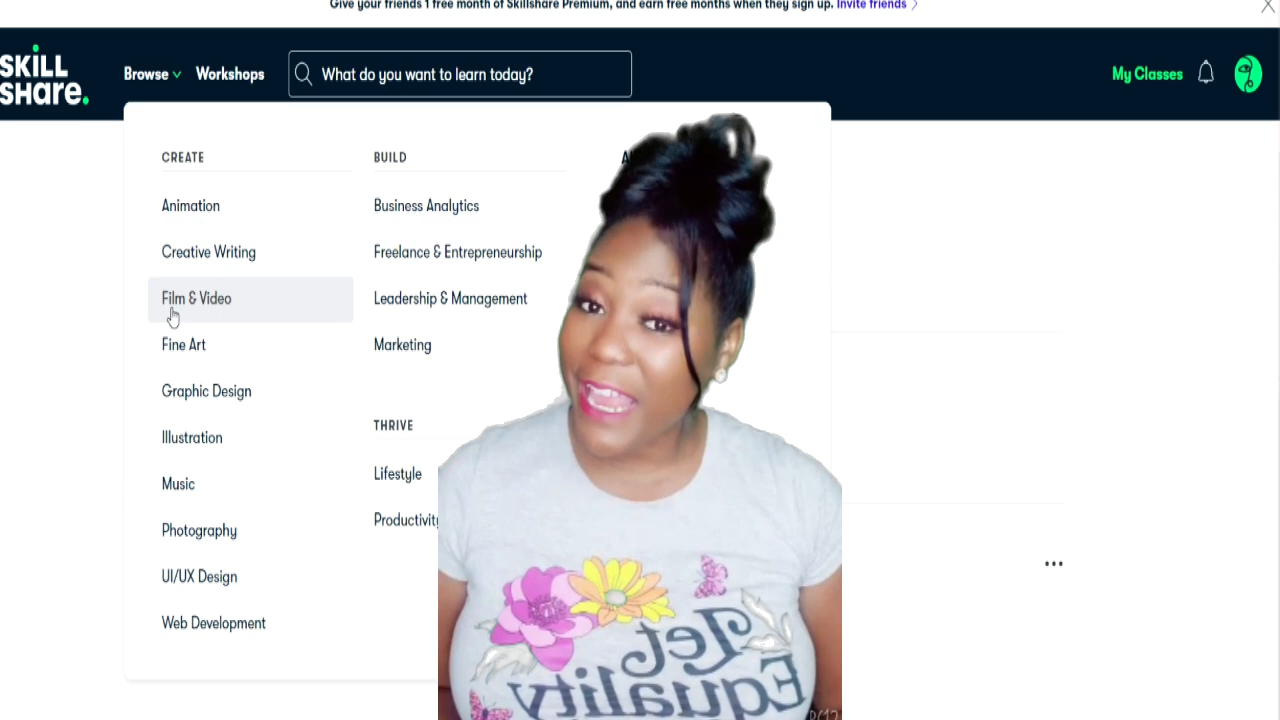 Give your friends 1 free month of Skillshare Premium, and earn free months when they sign up. Invite friends
SKILL
SHare.
Browse
Workshops
What do you want to learn today?
My Classes
CREATE
Animation
Creative Writing
Film & Video
Fine Art
Graphic Design
Illustration
Music
Photography
UI/UX Design
Web Development
BUILD
Business Analytics
Freelance & Entrepreneurship
Leadership & Management
Marketing
THRIVE
Lifestyle
Productivity
Let
Equality